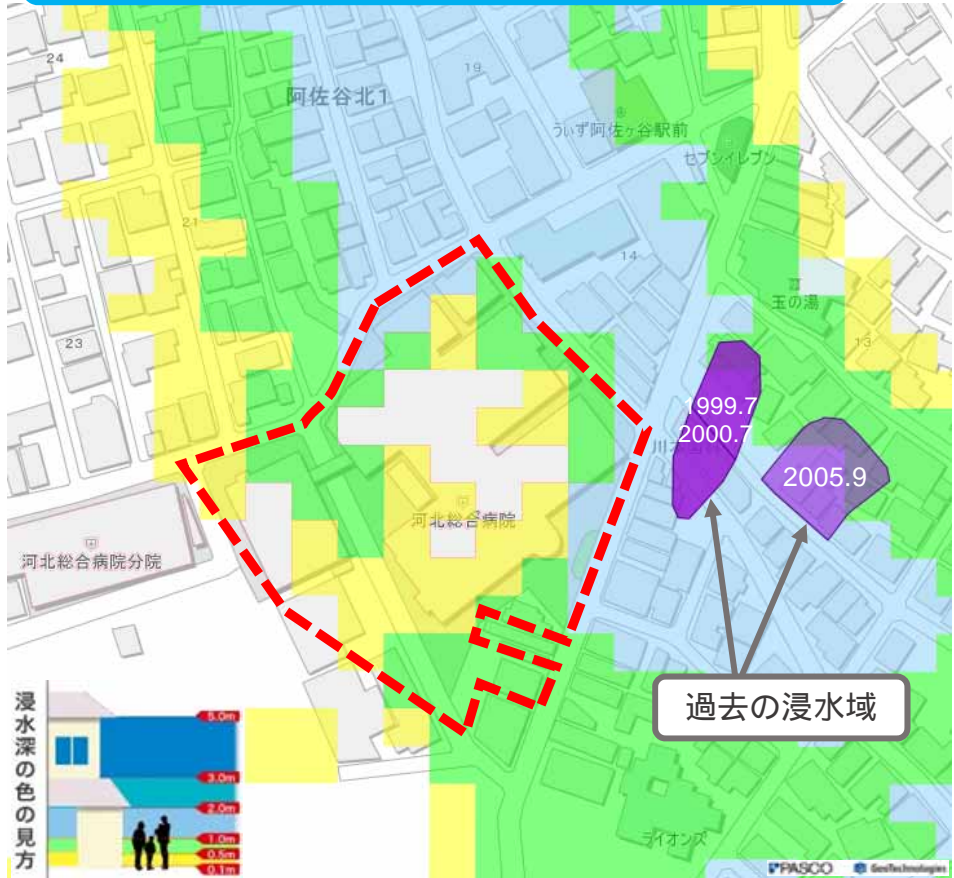 24
19
阿佐谷北1
うぃず阿佐ヶ谷駅前
セブンイレブン
21
14
玉の湯
23
13
1999.7
2000.7
2005.9
河北総合病院
河北総合病院分院
過去の浸水域
浸水深の色の見方
5.0m
3.0m
2.0m
1.0m
0.5m
0.1m
ライオンズ
PASCO
GeoTechnologies